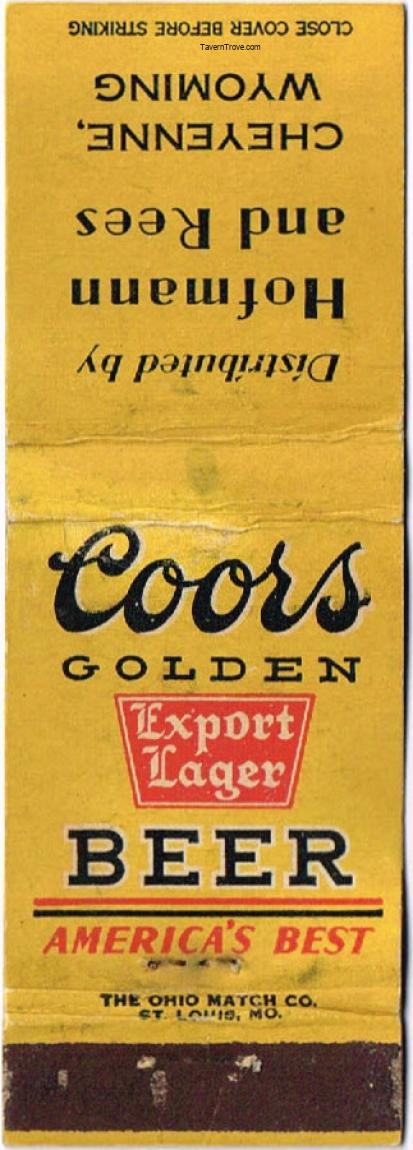 CLOSE COVER BEFORE STRIKING
TavernTrove.com
WYOMING
CHEYENNE,
and Rees
Hofmann
Distributed by
Coors
GOLDEN
Export
Lager
BEER
AMERICA'S BEST
THE OHIO MATCH CO.
ST. LOUIS, MO.